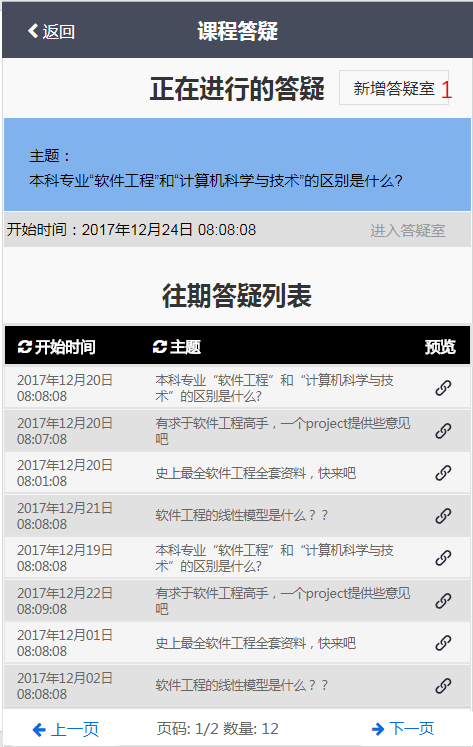 返回 课程答疑
正在进行的答疑 新增答疑室 1
主题：
本科专业“软件工程”和“计算机科学与技术”的区别是什么?
开始时间：2017年12月24日 08:08:08 进入答疑室
往期答疑列表
开始时间 主题 预览
2017年12月20日
08:08:08
本科专业“软件工程”和“计算机科学与技
术”的区别是什么?
2017年12月20日
08:07:08
有求于软件工程高手，一个project提供些意见
吧
2017年12月20日
08:01:08
史上最全软件工程全套资料，快来吧
2017年12月21日
08:08:08
软件工程的线性模型是什么？？
2017年12月19日
08:08:08
本科专业“软件工程”和“计算机科学与技
术”的区别是什么?
2017年12月22日
08:09:08
有求于软件工程高手，一个project提供些意见
吧
2017年12月01日
08:08:08
史上最全软件工程全套资料，快来吧
2017年12月02日
08:08:08
软件工程的线性模型是什么？？
上一页 页码: 1/2 数量: 12 下一页